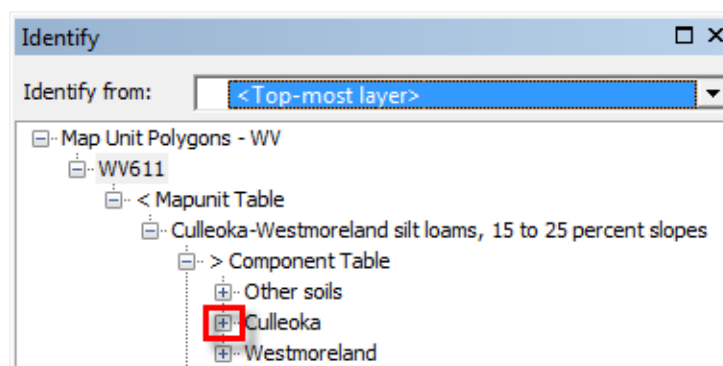 Identify
Identify from: <Top-most layer>
Map Unit Polygons - WV
WV611
< Mapunit Table
Culleoka-Westmoreland silt loams, 15 to 25 percent slopes
> Component Table
Other soils
Culleoka
Westmoreland